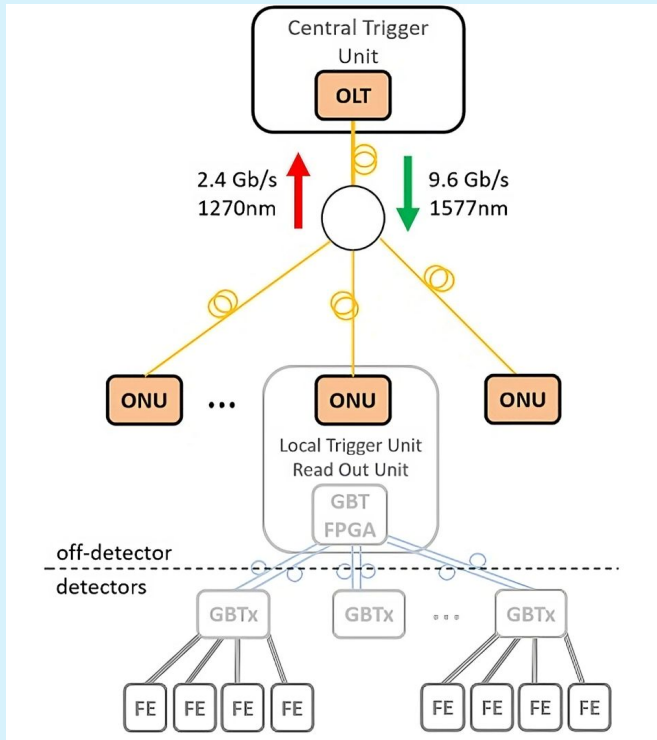 Central Trigger
Unit
OLT
2.4 Gb/s
1270nm
9.6 Gb/s
1577nm
ONU
...
ONU
ONU
Local Trigger Unit
Read Out Unit
GBT
FPGA
off-detector
detectors
GBTx
GBTx
...
GBTx
FE
FE
FE
FE
FE
FE
FE
FE